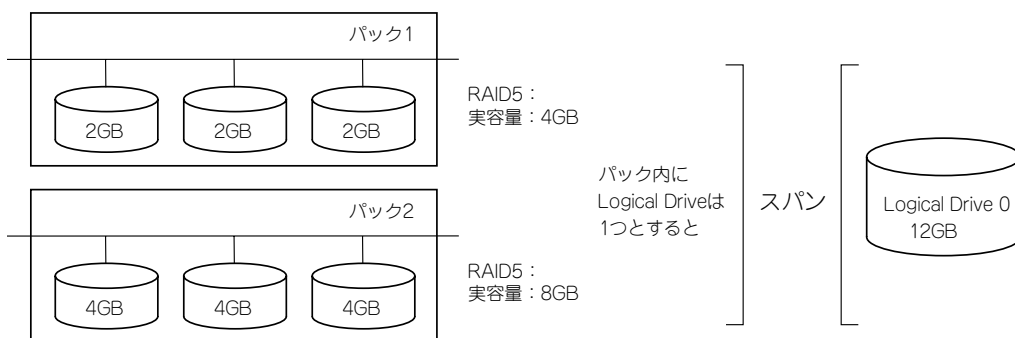 パック1
2GB
2GB
2GB
RAID5：
実容量：4GB
パック2
4GB
4GB
4GB
RAID5：
実容量：8GB
パック内に
Logical Driveは
1つとすると
スパン
Logical Drive 0
12GB